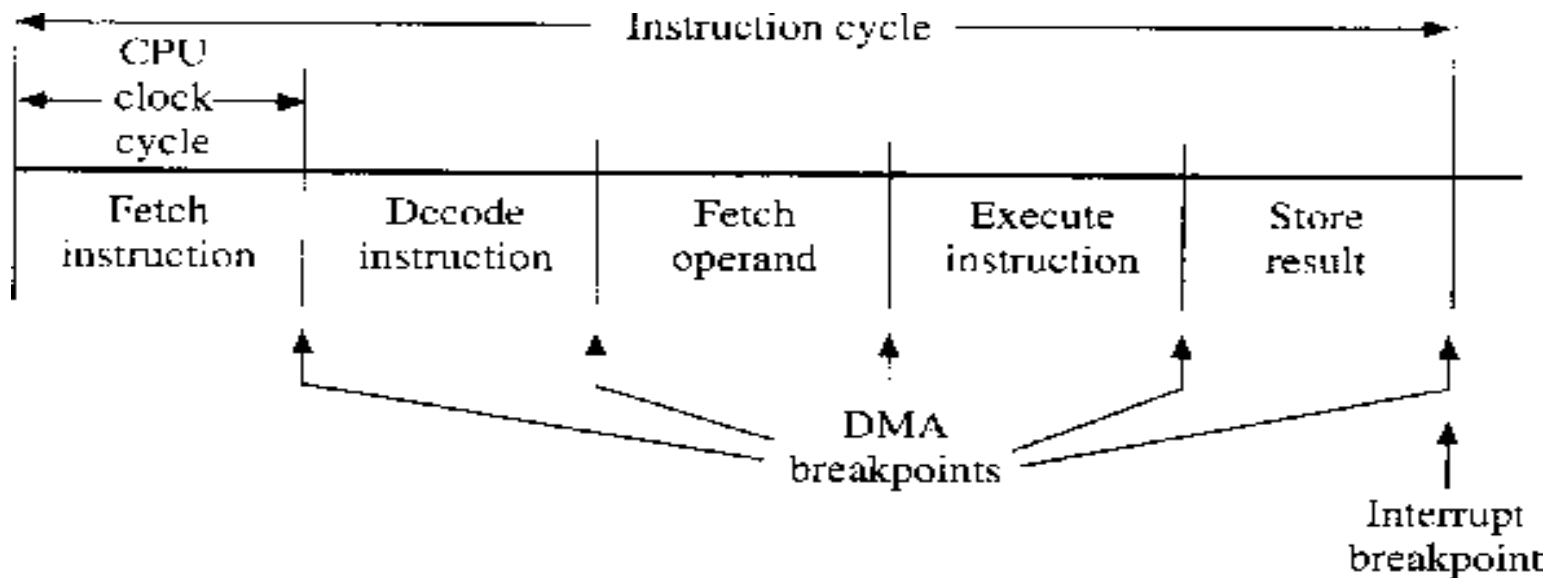 Instruction cycle
CPU
clock
cycle
Fetch
instruction
Decode
instruction
Fetch
operand
Execute
instruction
Store
result
DMA
breakpoints
Interrupt
breakpoint